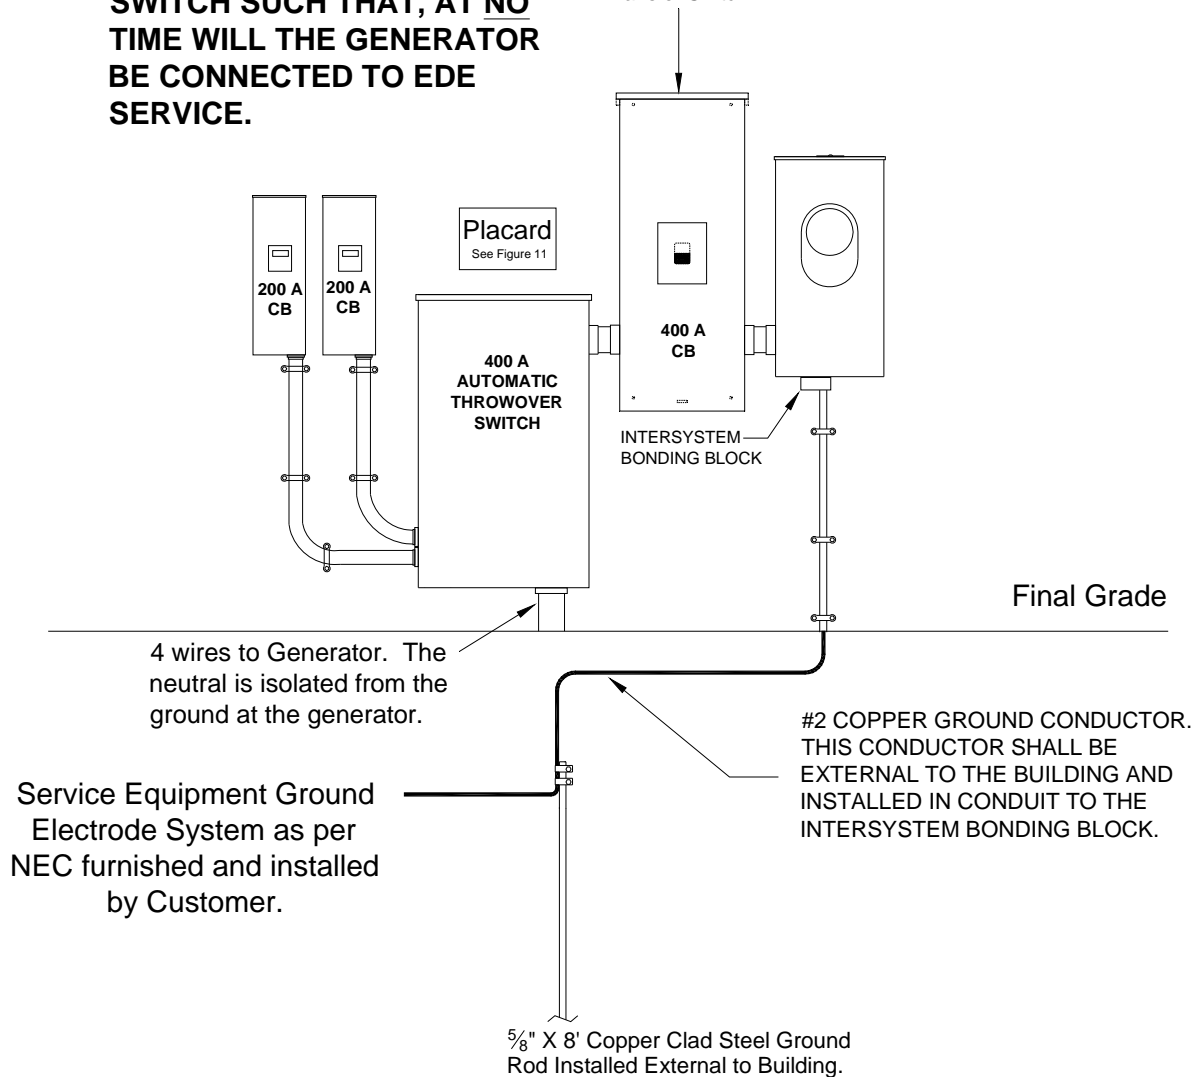 SWITCH SUCH THAT, AT NO
TIME WILL THE GENERATOR
BE CONNECTED TO EDE
SERVICE.
Placard
See Figure 11
200 A
CB
200 A
CB
400 A
AUTOMATIC
THROWOVER
SWITCH
400 A
CB
INTERSYSTEM
BONDING BLOCK
Final Grade
4 wires to Generator. The
neutral is isolated from the
ground at the generator.
#2 COPPER GROUND CONDUCTOR.
THIS CONDUCTOR SHALL BE
EXTERNAL TO THE BUILDING AND
INSTALLED IN CONDUIT TO THE
INTERSYSTEM BONDING BLOCK.
Service Equipment Ground
Electrode System as per
NEC furnished and installed
by Customer.
⅝" X 8' Copper Clad Steel Ground
Rod Installed External to Building.